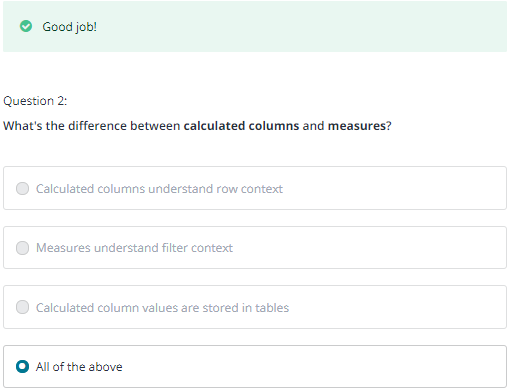 Good job!
Question 2:
What's the difference between calculated columns and measures?
Calculated columns understand row context
Measures understand filter context
Calculated column values are stored in tables
All of the above